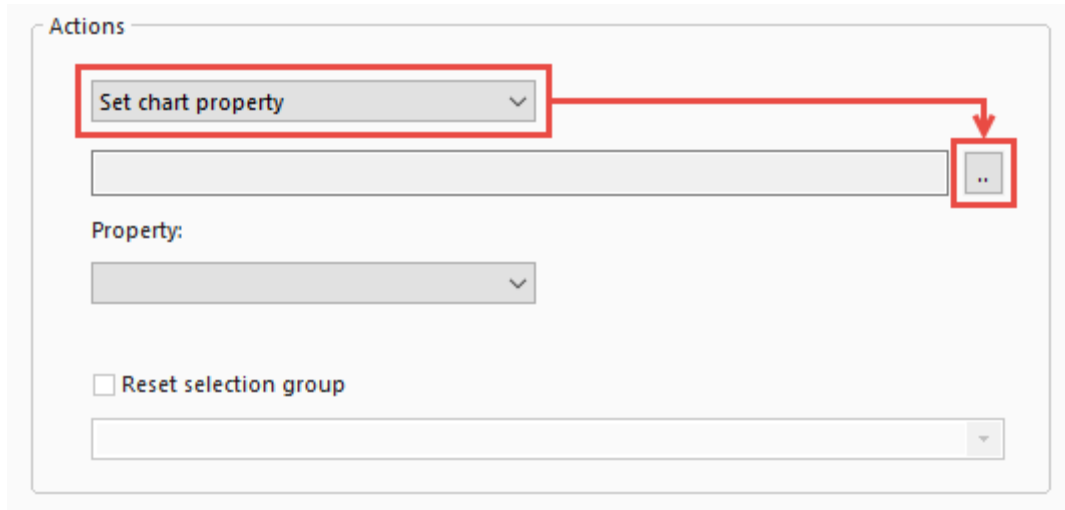 Actions
Set chart property
..
Property:
Reset selection group